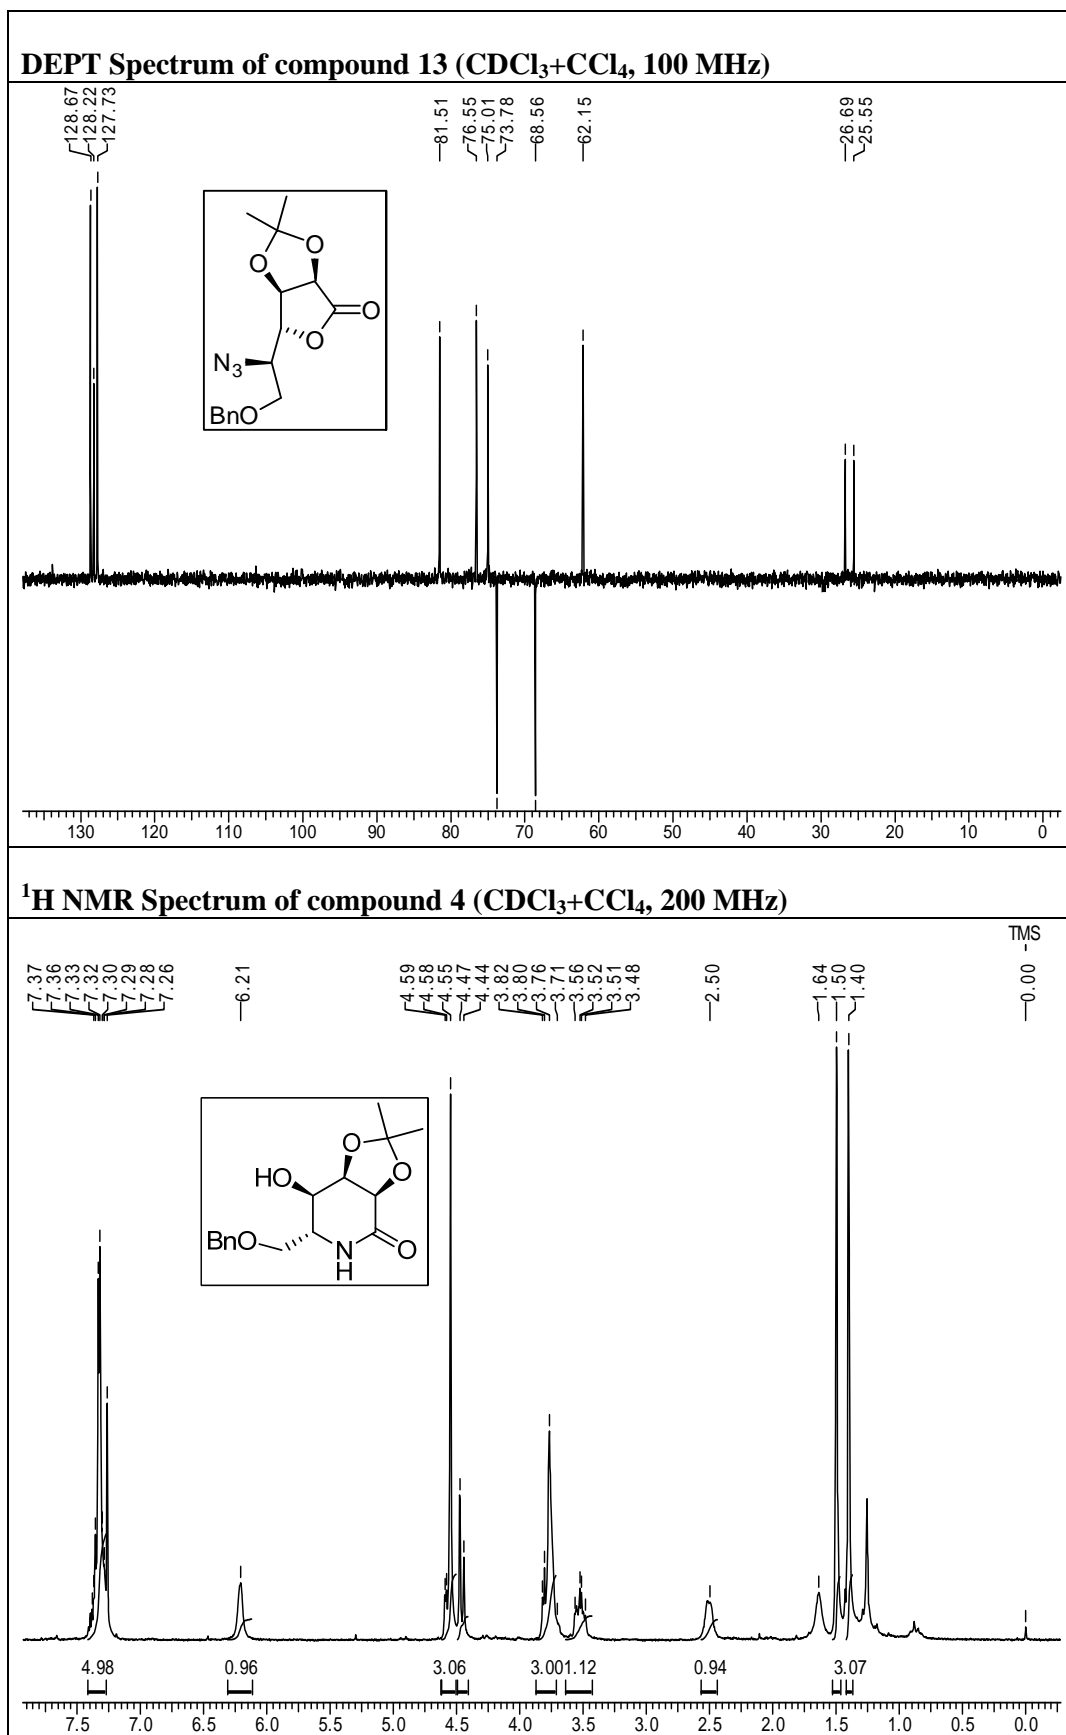 DEPT Spectrum of compound 13 (CDCl3+CCl4, 100 MHz)
128.67
128.22
127.73
81.51
76.55
75.01
73.78
68.56
62.15
26.69
25.55
O
O
O
O
N3
BnO
130 120 110 100 90 80 70 60 50 40 30 20 10 0
1H NMR Spectrum of compound 4 (CDCl3+CCl4, 200 MHz)
TMS
7.37
7.36
7.33
7.32
7.30
7.29
7.28
7.26
6.21
4.59
4.58
4.55
4.47
4.44
3.82
3.80
3.76
3.71
3.56
3.52
3.51
3.48
2.50
1.64
1.50
1.40
0.00
O
HO
O
BnO
N
H
O
4.98 0.96 3.06 3.00 1.12 0.94 3.07
7.5 7.0 6.5 6.0 5.5 5.0 4.5 4.0 3.5 3.0 2.5 2.0 1.5 1.0 0.5 0.0